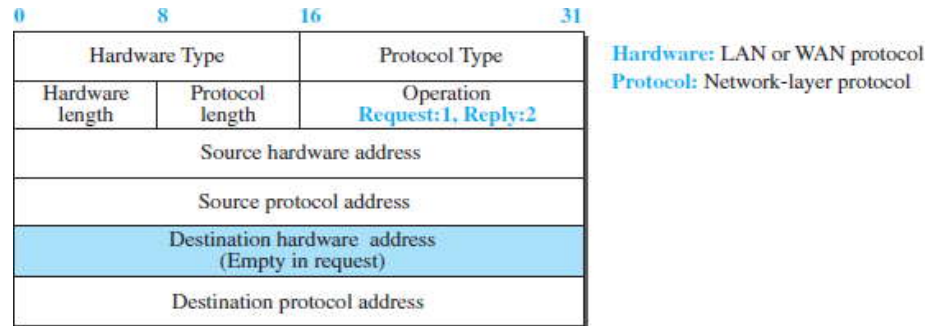 0 8 16 31
Hardware Type Protocol Type
Hardware: LAN or WAN protocol
Protocol: Network-layer protocol
Hardware length
Protocol length
Operation
Request:1, Reply:2
Source hardware address
Source protocol address
Destination hardware address
(Empty in request)
Destination protocol address